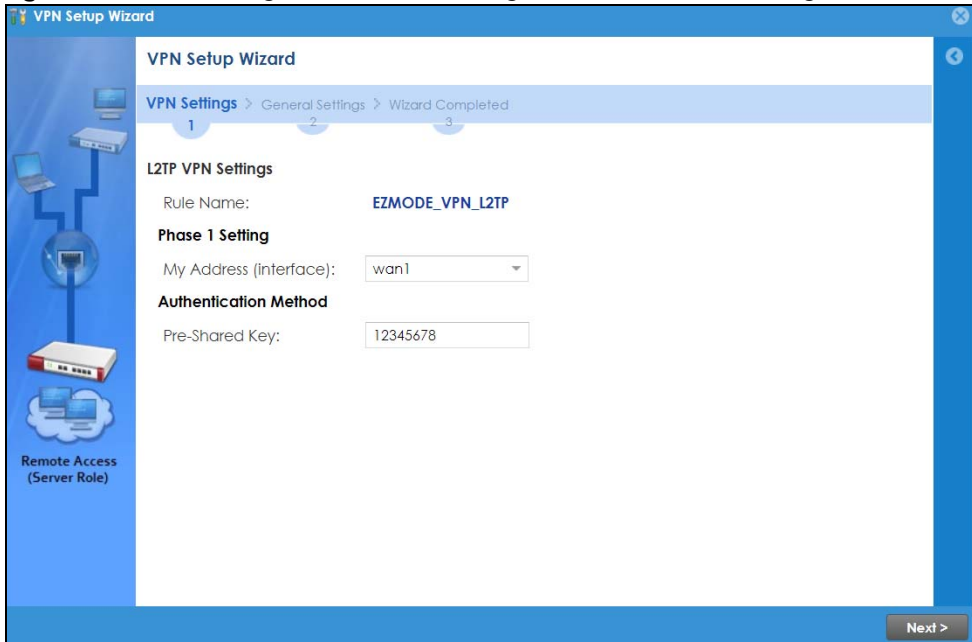 VPN Setup Wizard
VPN Setup Wizard
VPN Settings > General Settings > Wizard Completed
1 2 3
L2TP VPN Settings
Rule Name: EZMODE_VPN_L2TP
Phase 1 Setting
My Address (interface): wan1
Authentication Method
Pre-Shared Key: 12345678
Remote Access
(Server Role)
Next >